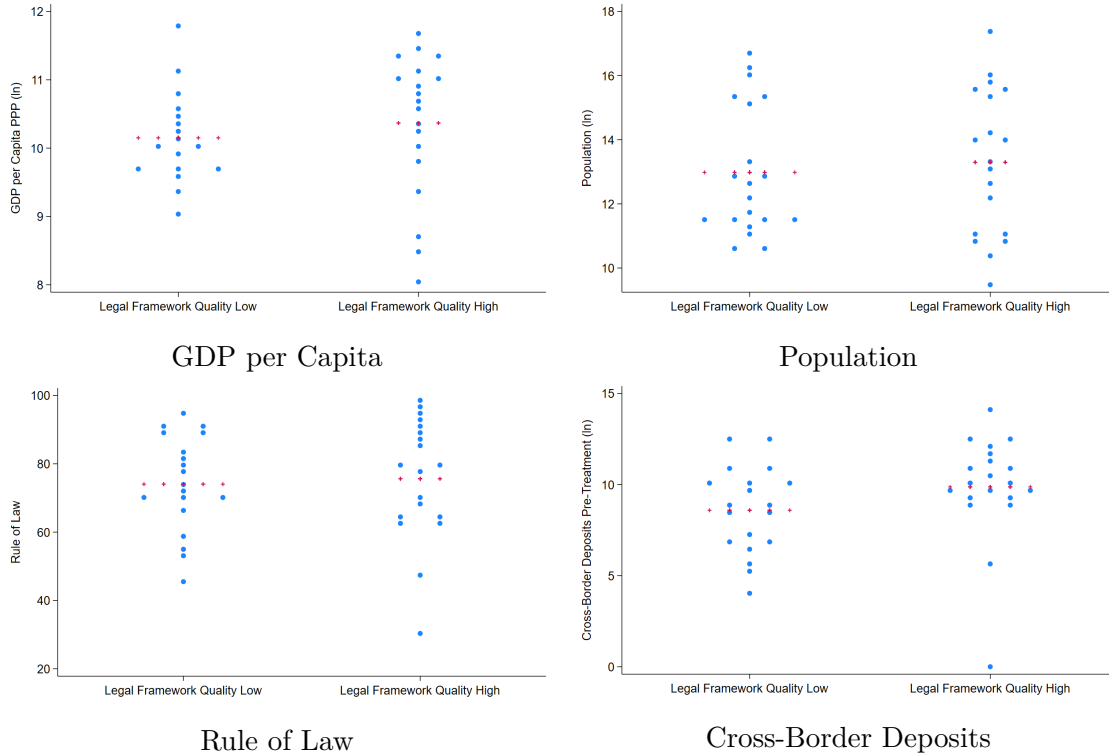 12
11
10
9
8
GDP per Capita PPP (ln)
Legal Framework Quality Low
Legal Framework Quality High
GDP per Capita
18
16
14
12
10
Population (ln)
Legal Framework Quality Low
Legal Framework Quality High
Population
100
80
60
40
20
Rule of Law
Legal Framework Quality Low
Legal Framework Quality High
Rule of Law
15
10
5
0
Cross-Border Deposits Pre-Treatment (ln)
Legal Framework Quality Low
Legal Framework Quality High
Cross-Border Deposits